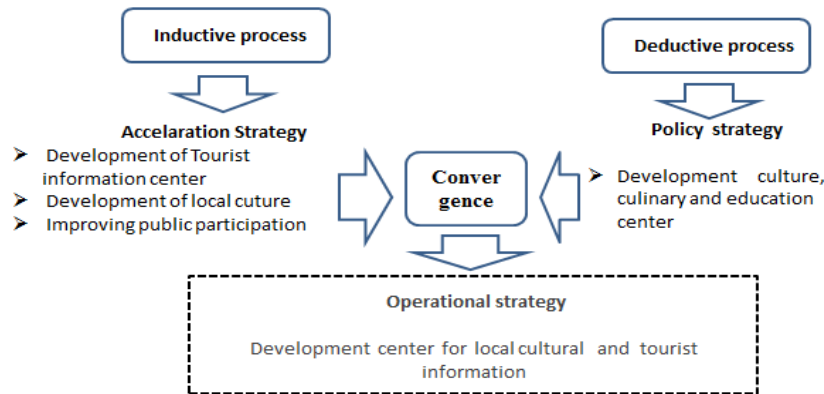 Inductive process
Deductive process
Accelaration Strategy
➤ Development of Tourist
information center
➤ Development of local cuture
➤ Improving public participation
Conver
gence
Policy strategy
➤ Development culture,
culinary and education
center
Operational strategy
Development center for local cultural and tourist
information